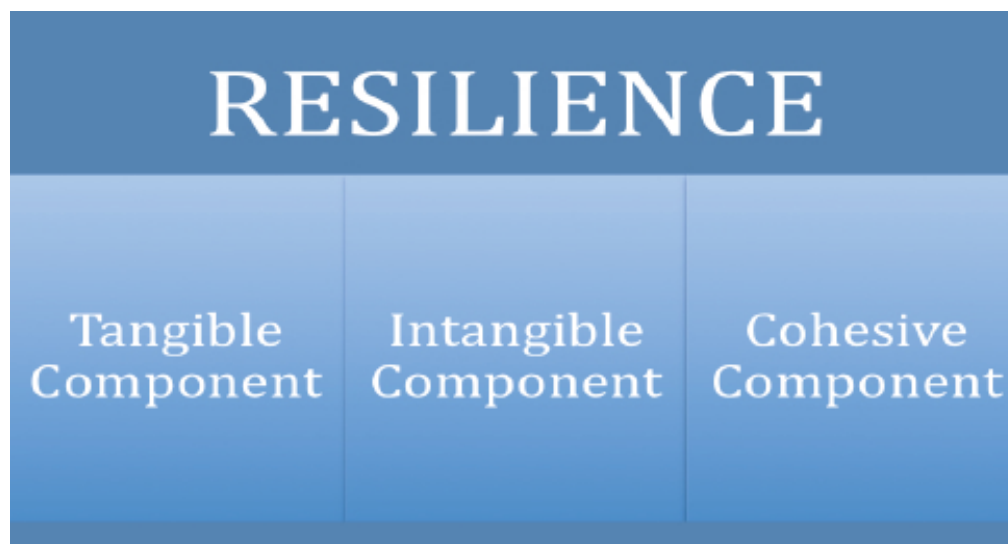 RESILIENCE
Tangible
Component
Intangible
Component
Cohesive
Component